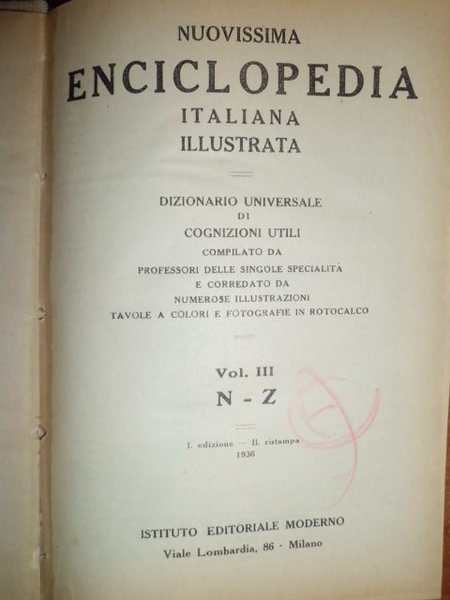 NUOVISSIMA
ENCICLOPEDIA
ITALIANA
ILLUSTRATA
DIZIONARIO UNIVERSALE
DI
COGNIZIONI UTILI
COMPILATO DA
PROFESSORI DELLE SINGOLE SPECIALITÀ
E CORREDATO DA
NUMEROSE ILLUSTRAZIONI
TAVOLE A COLORI E FOTOGRAFIE IN ROTOCALCO
Vol. III
N - Z
I. edizione — II. ristampa
1936
ISTITUTO EDITORIALE MODERNO
Viale Lombardia, 86 - Milano